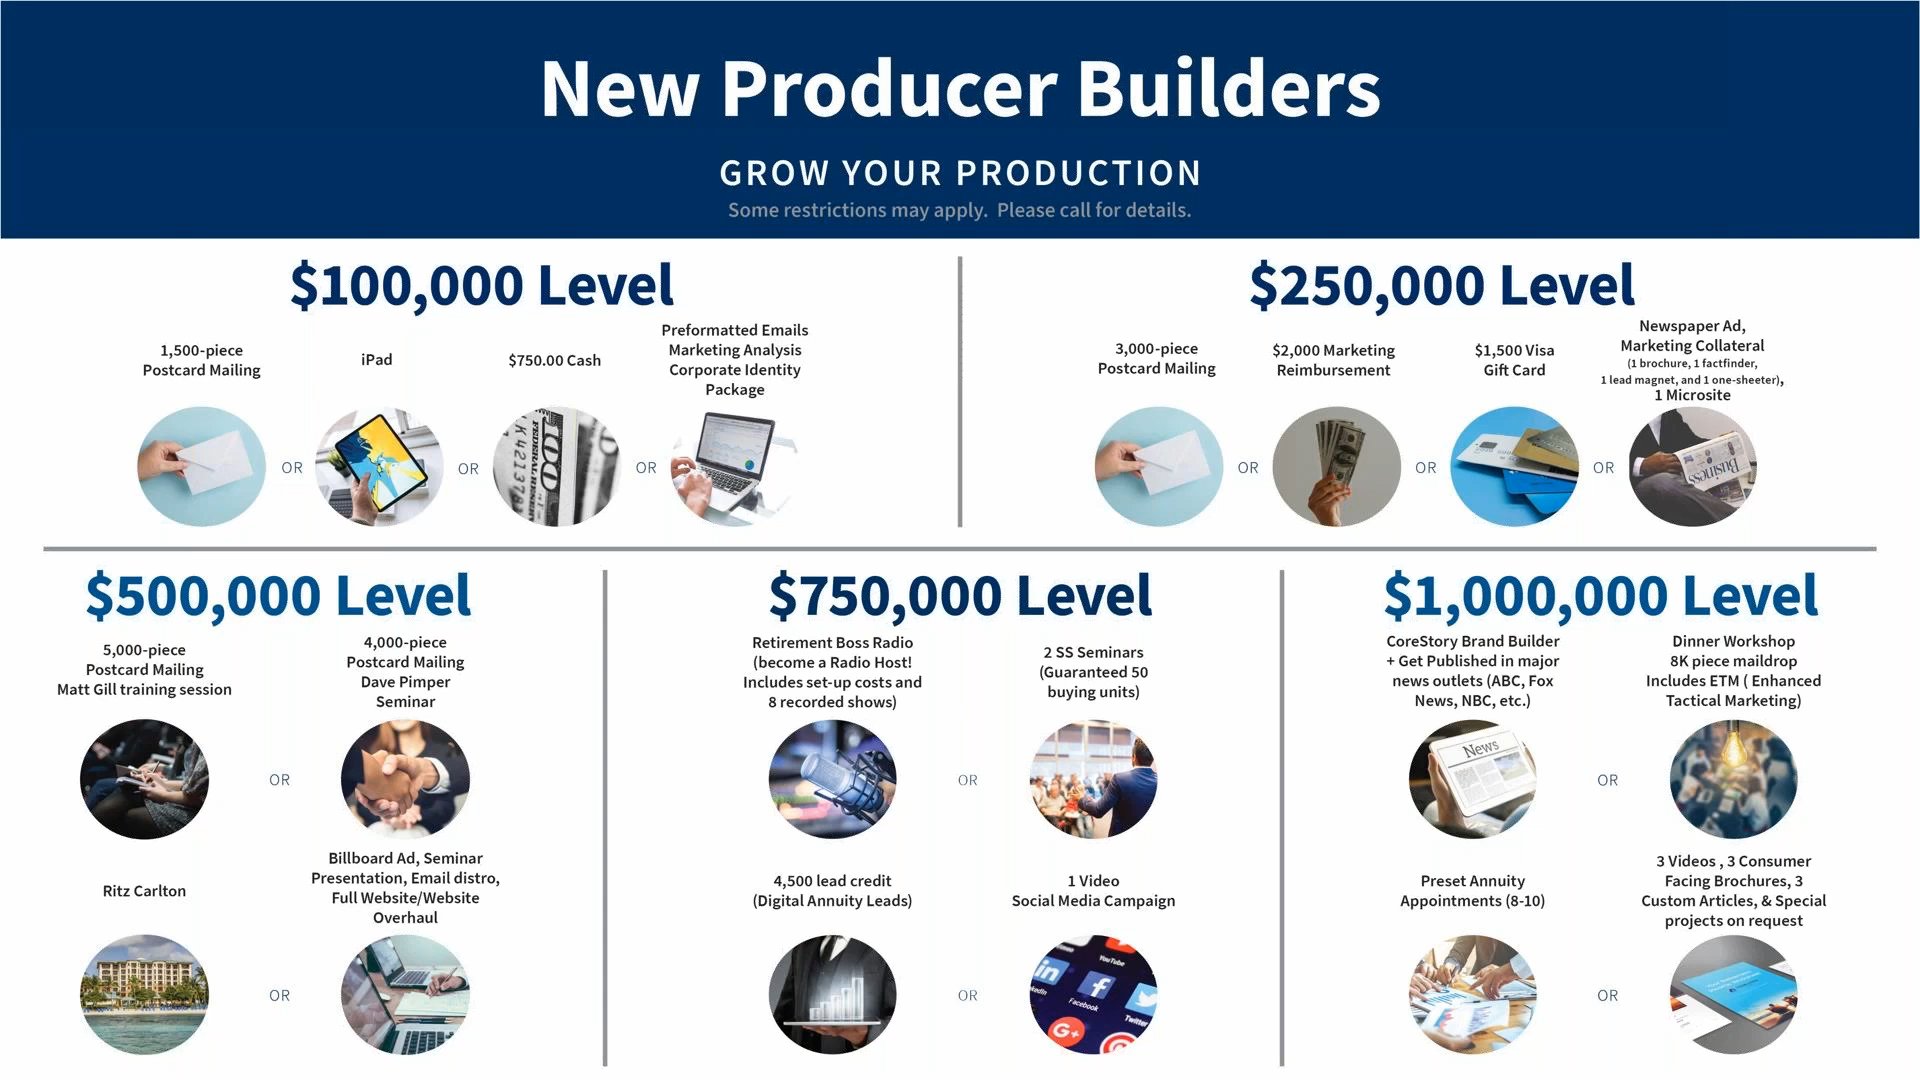 New Producer Builders
GROW YOUR PRODUCTION
Some restrictions may apply. Please call for details.
$100,000 Level
1,500-piece
Postcard Mailing
OR
iPad
OR
$750.00 Cash
OR
Preformatted Emails
Marketing Analysis
Corporate Identity
Package
$250,000 Level
3,000-piece
Postcard Mailing
OR
$2,000 Marketing
Reimbursement
OR
$1,500 Visa
Gift Card
OR
Newspaper Ad,
Marketing Collateral
(1 brochure, 1 factfinder,
1 lead magnet, and 1 one-sheeter),
1 Microsite
Business
$500,000 Level
5,000-piece
Postcard Mailing
Matt Gill training session
OR
4,000-piece
Postcard Mailing
Dave Pimper
Seminar
Ritz Carlton
OR
Billboard Ad, Seminar
Presentation, Email distro,
Full Website/Website
Overhaul
$750,000 Level
Retirement Boss Radio
(become a Radio Host!
Includes set-up costs and
8 recorded shows)
OR
2 SS Seminars
(Guaranteed 50
buying units)
4,500 lead credit
(Digital Annuity Leads)
OR
1 Video
Social Media Campaign
YouTube
in
Facebook
Twitter
G+
$1,000,000 Level
CoreStory Brand Builder
+ Get Published in major
news outlets (ABC, Fox
News, NBC, etc.)
News
OR
Dinner Workshop
8K piece maildrop
Includes ETM ( Enhanced
Tactical Marketing)
Preset Annuity
Appointments (8-10)
OR
3 Videos , 3 Consumer
Facing Brochures, 3
Custom Articles, & Special
projects on request